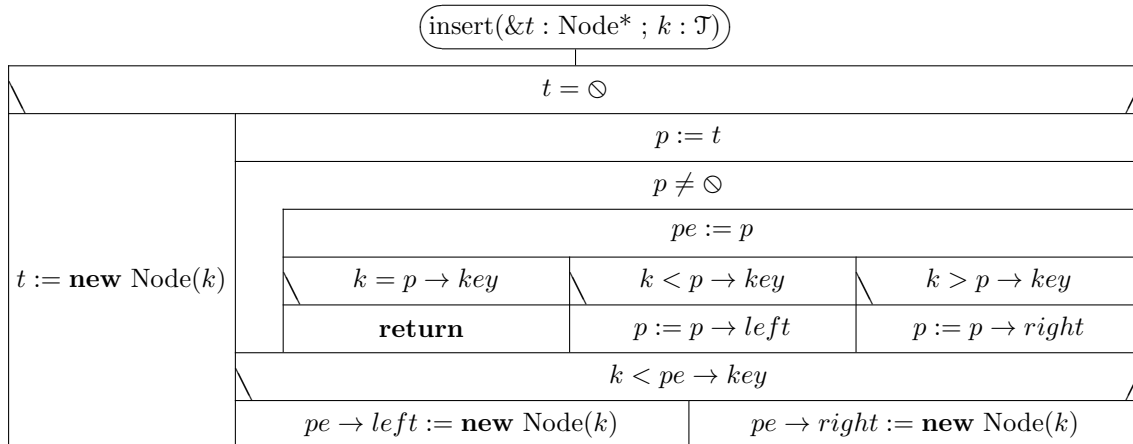 insert(&t : Node* ; k : 𝒯)
t = ⦸
p := t
p ≠ ⦸
pe := p
t := new Node(k)
k = p → key
k < p → key
k > p → key
return
p := p → left
p := p → right
k < pe → key
pe → left := new Node(k)
pe → right := new Node(k)